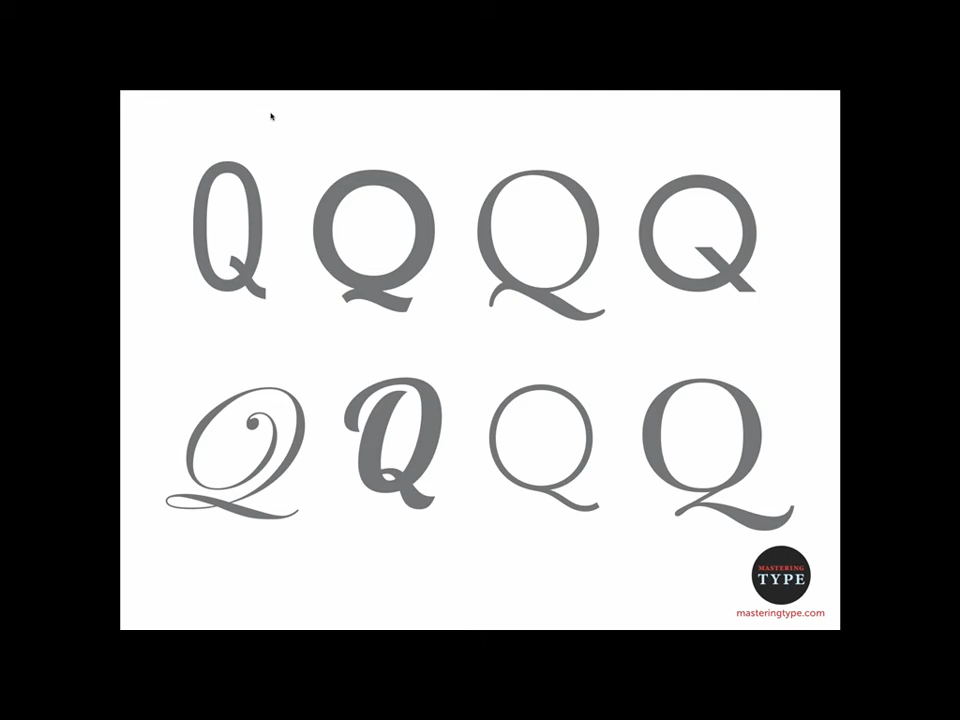 Q Q Q Q
Q Q Q Q
MASTERING
TYPE
masteringtype.com